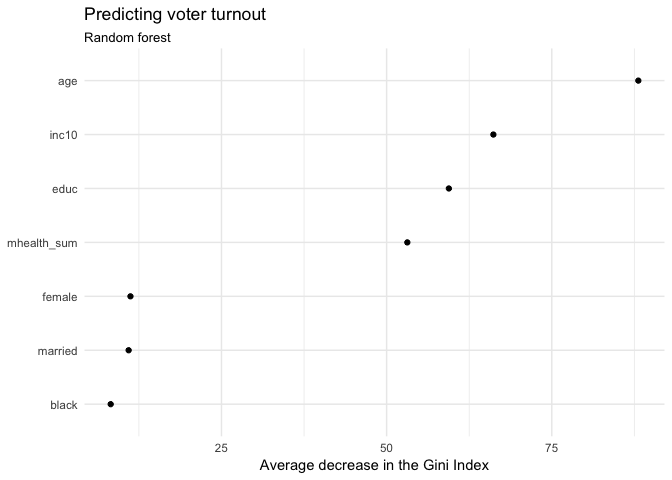 Predicting voter turnout
Random forest
age
inc10
educ
mhealth_sum
female
married
black
25 50 75
Average decrease in the Gini Index